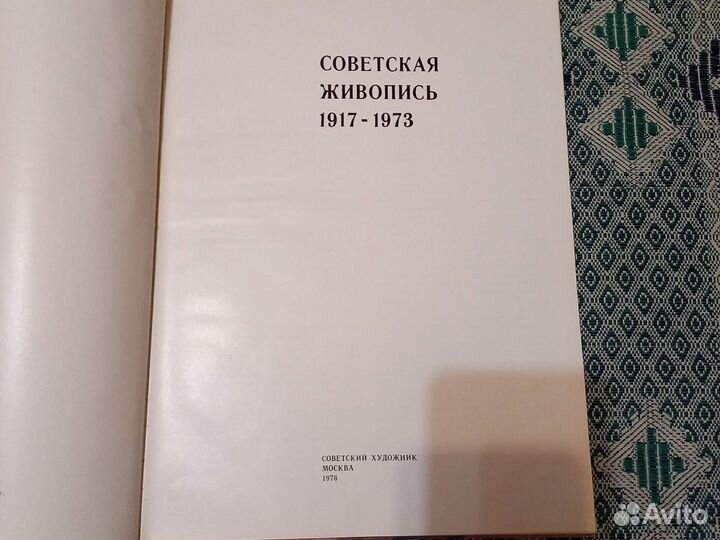 СОВЕТСКАЯ
ЖИВОПИСЬ
1917-1973
СОВЕТСКИЙ ХУДОЖНИК
МОСКВА
1976
Avito